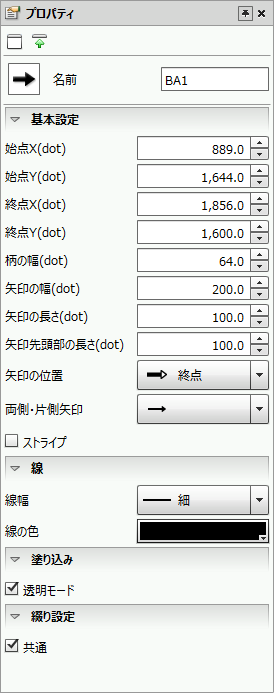 プロパティ
名前 BA1
基本設定
始点X(dot) 889.0
始点Y(dot) 1,644.0
終点X(dot) 1,856.0
終点Y(dot) 1,600.0
柄の幅(dot) 64.0
矢印の幅(dot) 200.0
矢印の長さ(dot) 100.0
矢印先頭部の長さ(dot) 100.0
矢印の位置 終点
両側・片側矢印
ストライプ
線
線幅 細
線の色
塗り込み
透明モード
綴り設定
共通